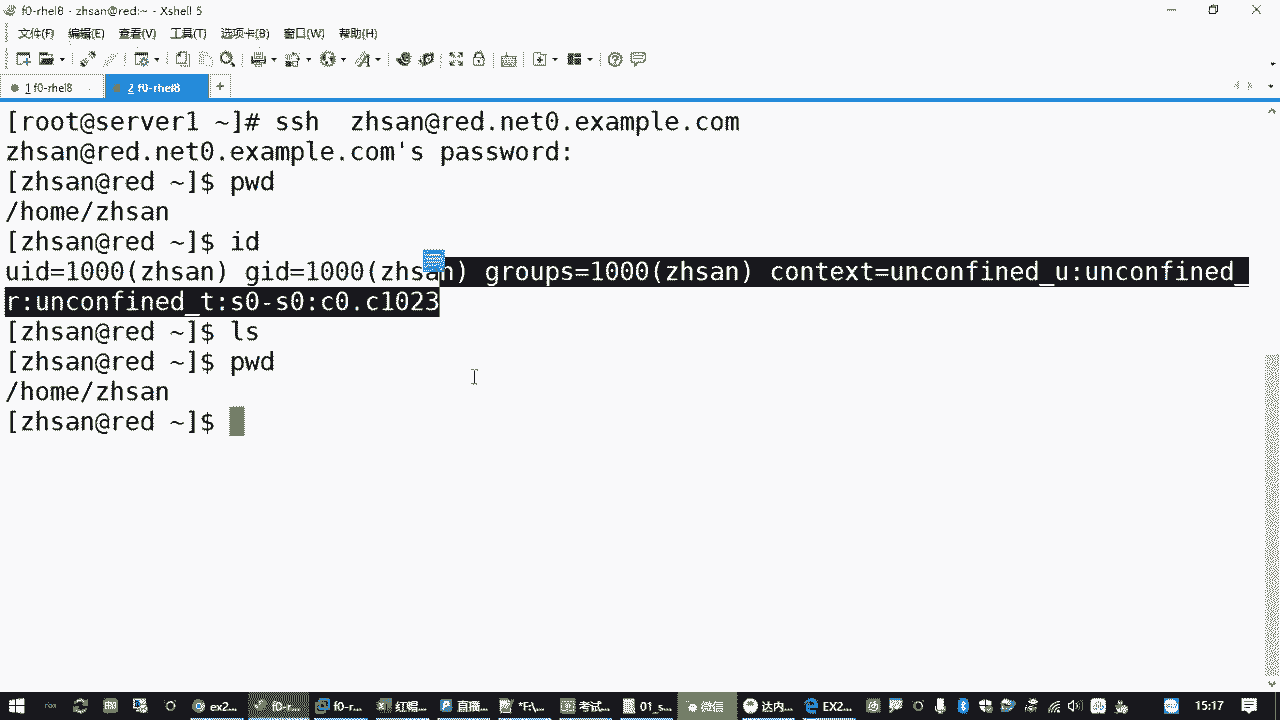 f0-rhel8 - zhsan@red:~ - Xshell 5
文件(F) 编辑(E) 查看(V) 工具(T) 选项卡(B) 窗口(W) 帮助(H)
1 f0-rhel8
2 f0-rhel8
[root@server1 ~]# ssh  zhsan@red.net0.example.com
zhsan@red.net0.example.com's password:
[zhsan@red ~]$ pwd
/home/zhsan
[zhsan@red ~]$ id
uid=1000(zhsan) gid=1000(zhsan) groups=1000(zhsan) context=unconfined_u:unconfined_
r:unconfined_t:s0-s0:c0.c1023
[zhsan@red ~]$ ls
[zhsan@red ~]$ pwd
/home/zhsan
[zhsan@red ~]$
ex2... f0-r... f0-r... 红帽... 直播... *F:\... 考试... 01_s... 微信 达内... EX2... 15:17